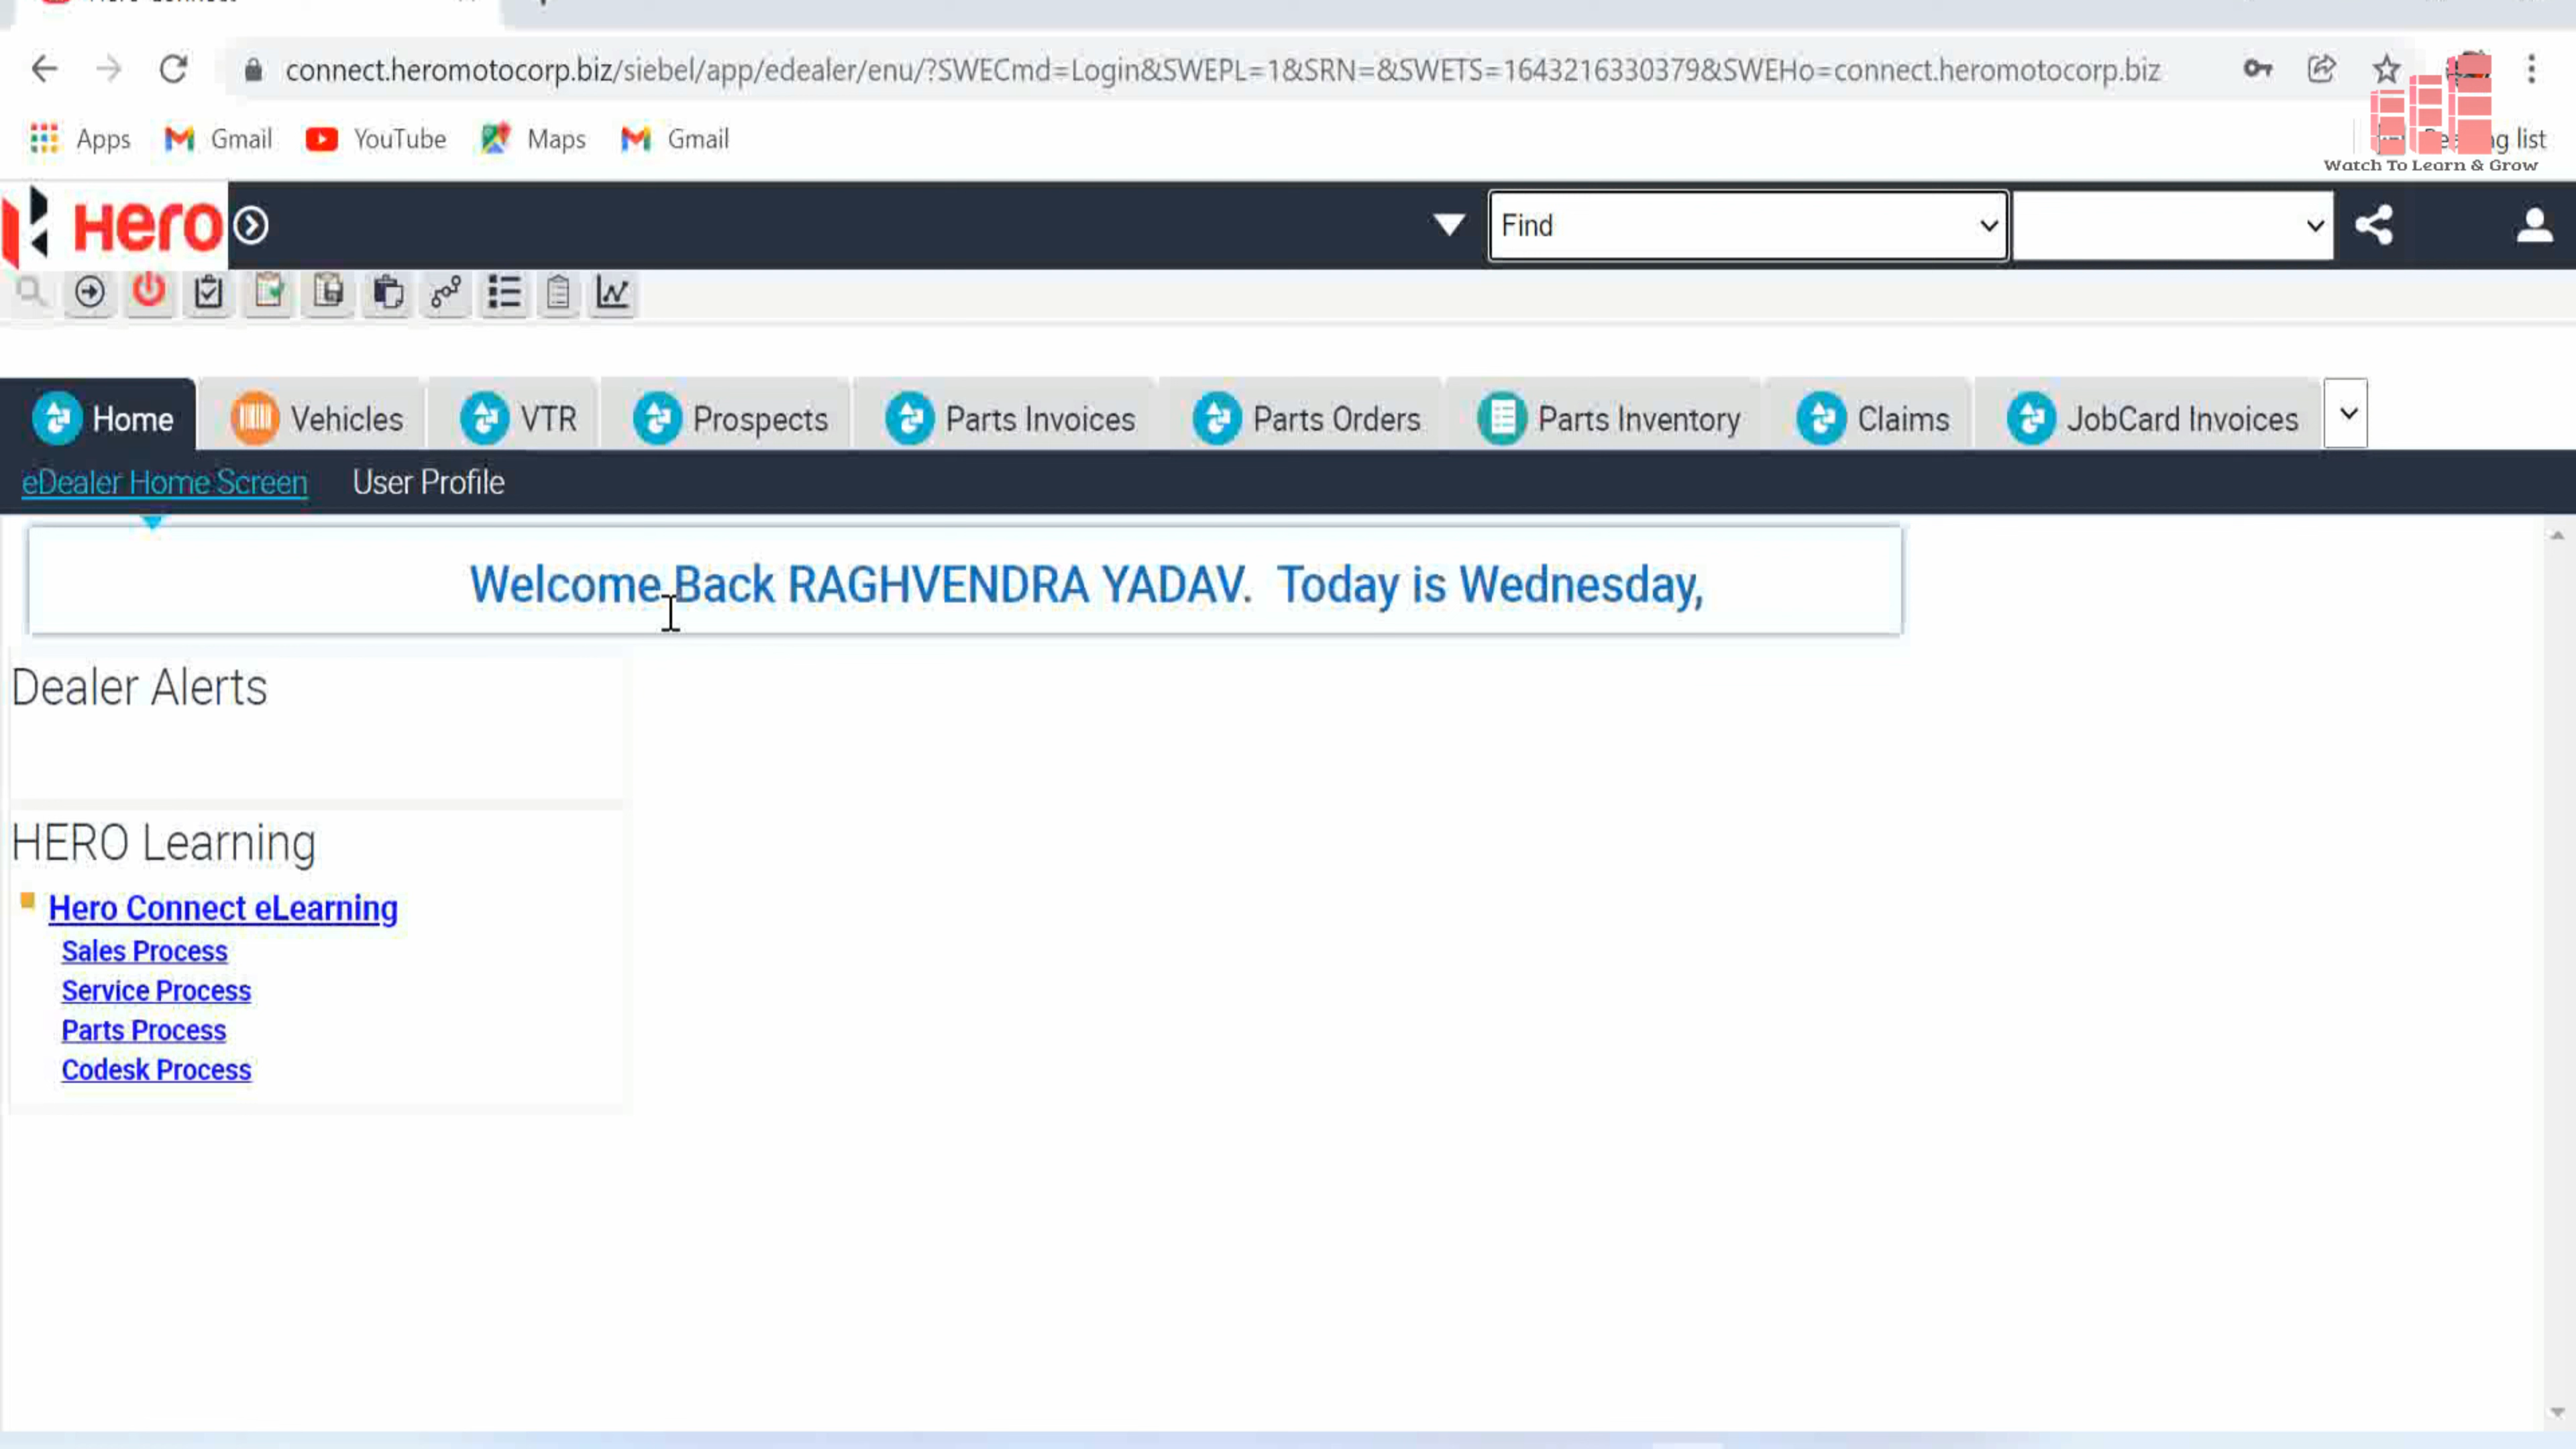 connect.heromotocorp.biz/siebel/app/edealer/enu/?SWECmd=Login&SWEPL=1&SRN=&SWETS=1643216330379&SWEHo=connect.heromotocorp.biz
Apps Gmail YouTube Maps Gmail
g list
Watch To Learn & Grow
Hero Find
Home Vehicles VTR Prospects Parts Invoices Parts Orders Parts Inventory Claims JobCard Invoices
eDealer Home Screen User Profile
Welcome Back RAGHVENDRA YADAV. Today is Wednesday,
Dealer Alerts
HERO Learning
Hero Connect eLearning
Sales Process
Service Process
Parts Process
Codesk Process